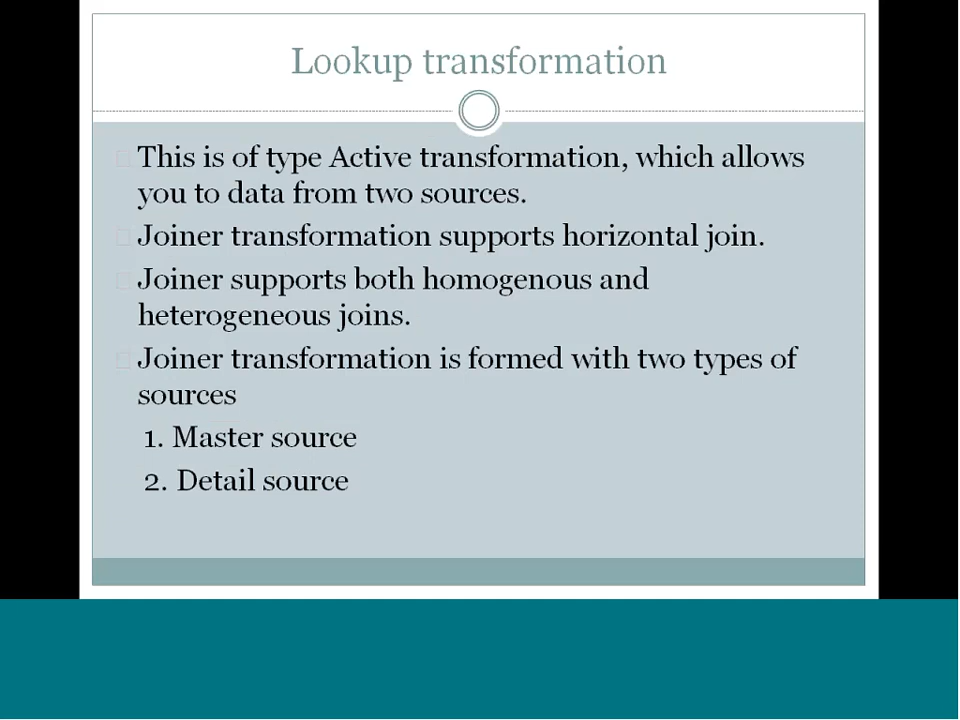 Lookup transformation
This is of type Active transformation, which allows
you to data from two sources.
Joiner transformation supports horizontal join.
Joiner supports both homogenous and
heterogeneous joins.
Joiner transformation is formed with two types of
sources
1. Master source
2. Detail source